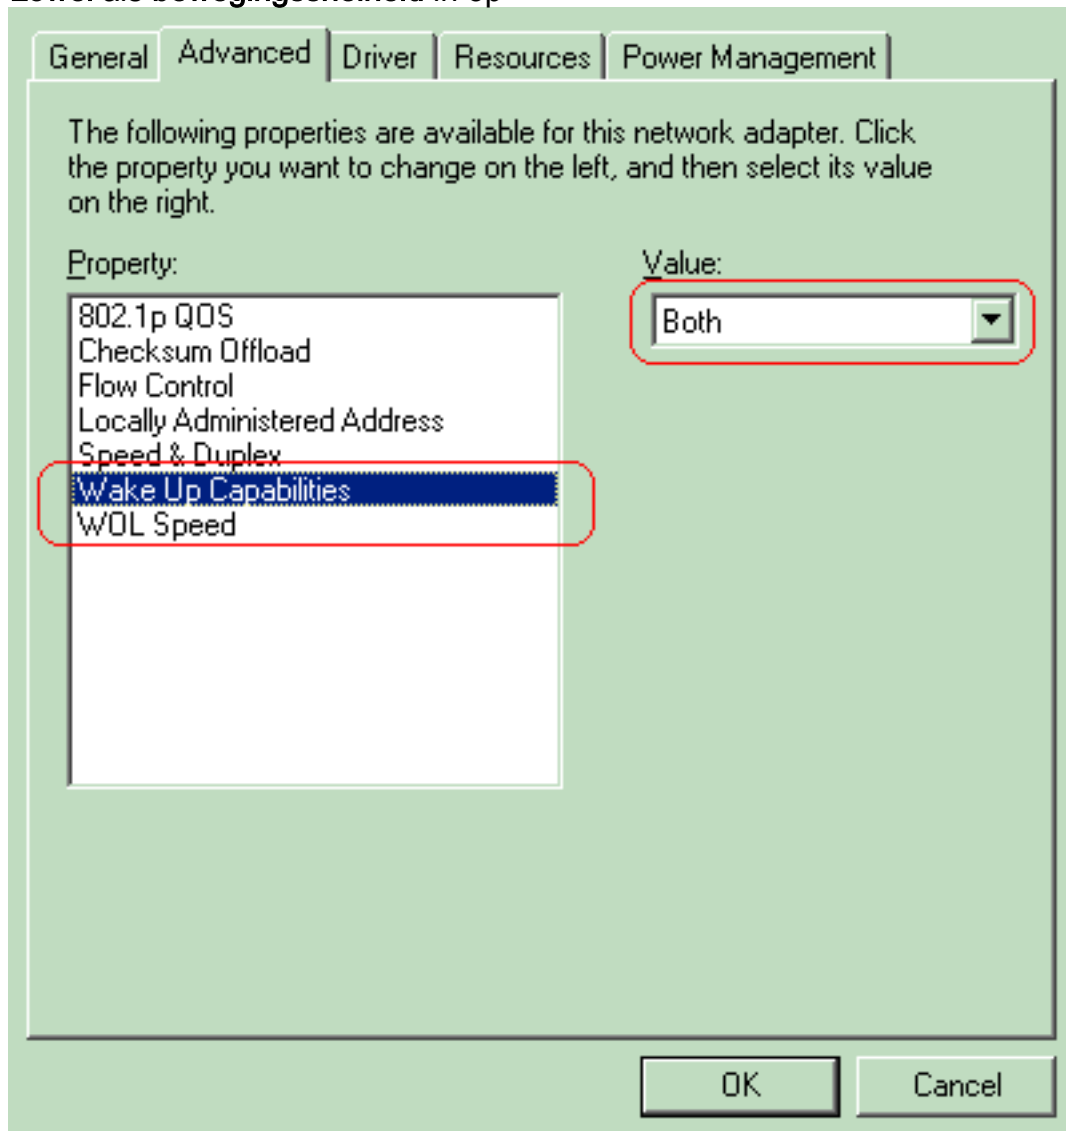 in op
General Advanced Driver Resources Power Management
The following properties are available for this network adapter. Click
the property you want to change on the left, and then select its value
on the right.
Property: Value:
802.1p QOS
Both
Checksum Offload
Flow Control
Locally Administered Address
Speed & Duplex
Wake Up Capabilities
WOL Speed
OK Cancel